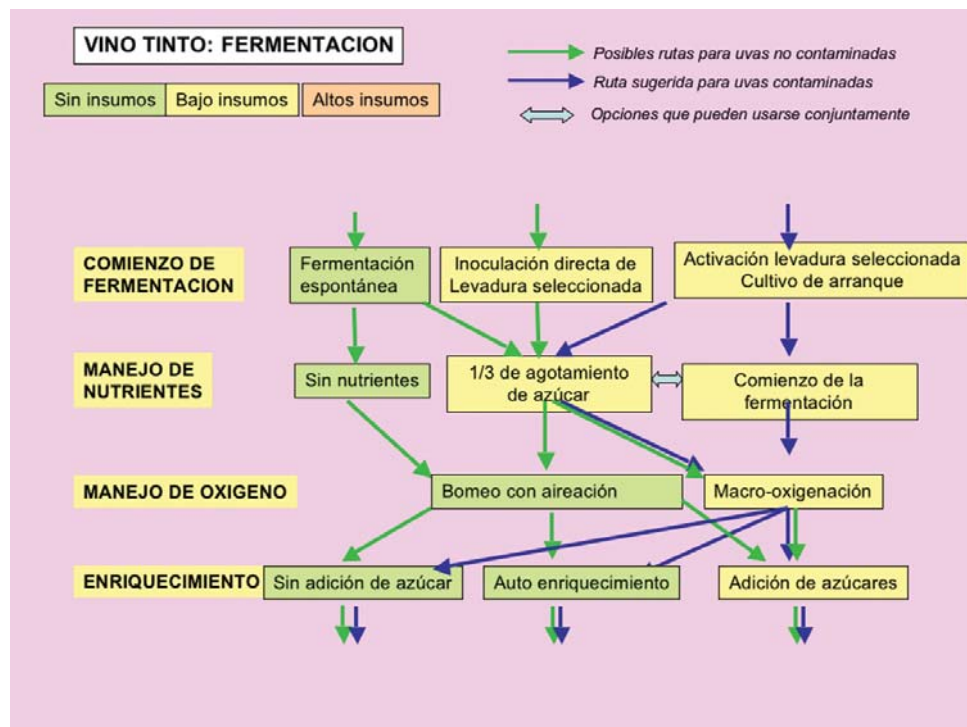 VINO TINTO: FERMENTACION
Posibles rutas para uvas no contaminadas
Ruta sugerida para uvas contaminadas
Opciones que pueden usarse conjuntamente
Sin insumos
Bajo insumos
Altos insumos
COMIENZO DE
FERMENTACION
Fermentación
espontánea
Inoculación directa de
Levadura seleccionada
Activación levadura seleccionada
Cultivo de arranque
MANEJO DE
NUTRIENTES
Sin nutrientes
1/3 de agotamiento
de azúcar
Comienzo de la
fermentación
MANEJO DE OXIGENO
Bomeo con aireación
Macro-oxigenación
ENRIQUECIMIENTO
Sin adición de azúcar
Auto enriquecimiento
Adición de azúcares